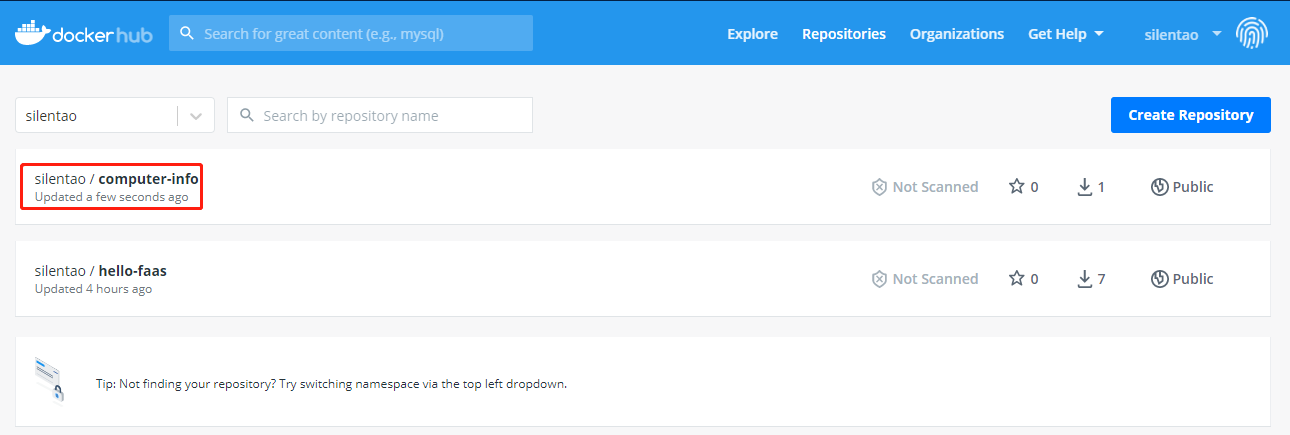 dockerhub Search for great content (e.g., mysql) Explore Repositories Organizations Get Help silentao
silentao Search by repository name Create Repository
silentao / computer-info Not Scanned 0 1 Public
Updated a few seconds ago
silentao / hello-faas Not Scanned 0 7 Public
Updated 4 hours ago
Tip: Not finding your repository? Try switching namespace via the top left dropdown.